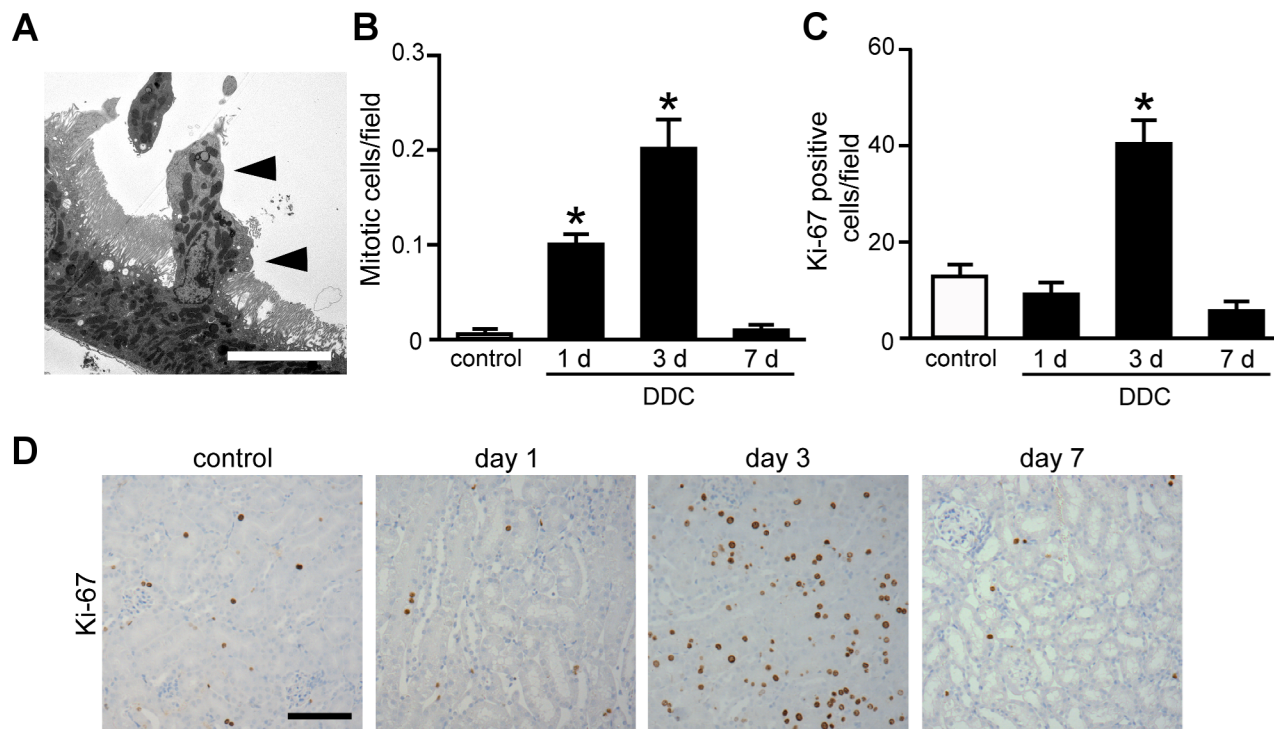 A
B
C
0.3
0.2
0.1
0
Mitotic cells/field
*
*
control
1 d
3 d
7 d
DDC
60
40
20
0
Ki-67 positive
cells/field
*
control
1 d
3 d
7 d
DDC
D
control
day 1
day 3
day 7
Ki-67